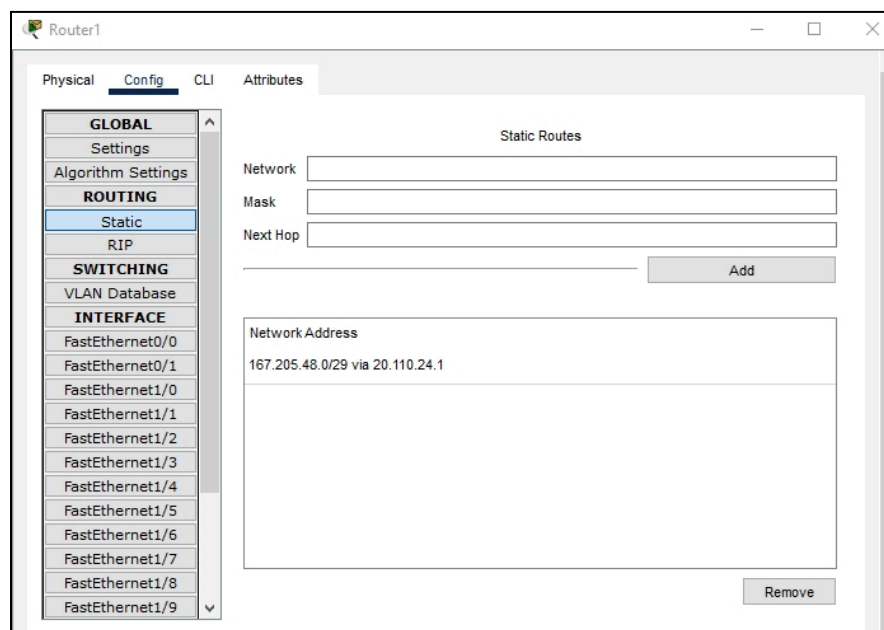 Router1
Physical Config CLI Attributes
GLOBAL
Settings
Algorithm Settings
ROUTING
Static
RIP
SWITCHING
VLAN Database
INTERFACE
FastEthernet0/0
FastEthernet0/1
FastEthernet1/0
FastEthernet1/1
FastEthernet1/2
FastEthernet1/3
FastEthernet1/4
FastEthernet1/5
FastEthernet1/6
FastEthernet1/7
FastEthernet1/8
FastEthernet1/9
Static Routes
Network
Mask
Next Hop
Add
Network Address
167.205.48.0/29 via 20.110.24.1
Remove